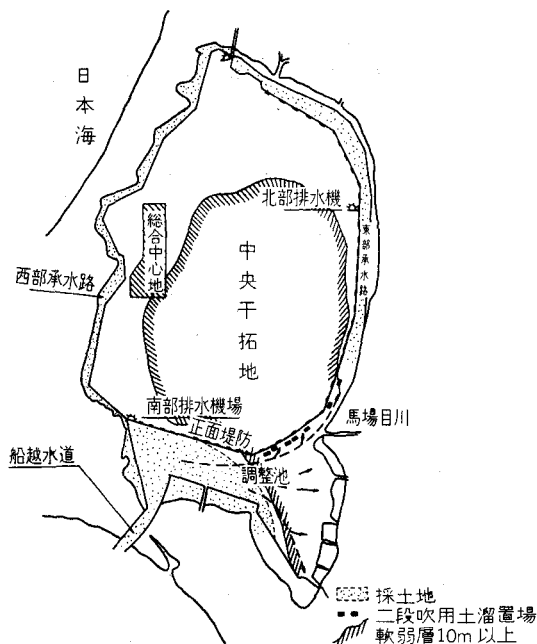 日本海
北部排水機
総合中心地
中央干拓地
東部承水路
西部承水路
南部排水機場
正面堤防
馬場目川
船越水道
調整池
採土地
二段吹用土溜置場
軟弱層10m以上